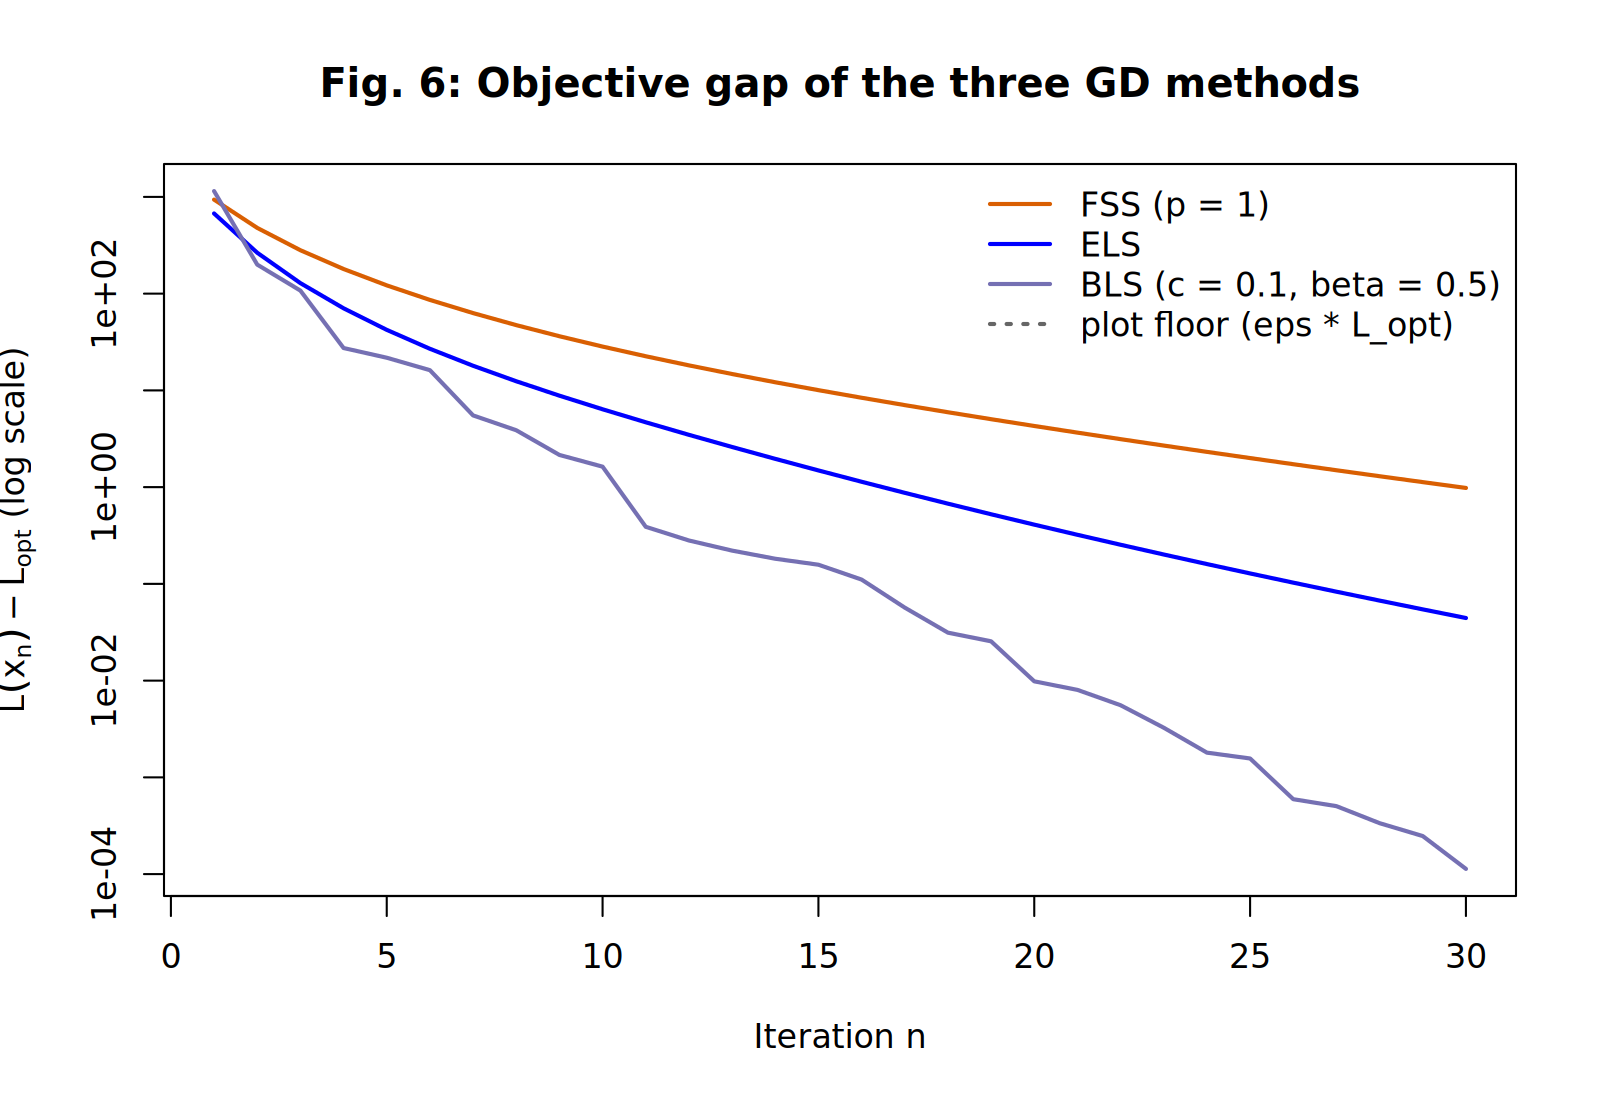 Fig. 6: Objective gap of the three GD methods
FSS (p = 1)
ELS
BLS (c = 0.1, beta = 0.5)
plot floor (eps * L_opt)
L(xₙ) − Lopt (log scale)
1e+02
1e+00
1e-02
1e-04
0 5 10 15 20 25 30
Iteration n